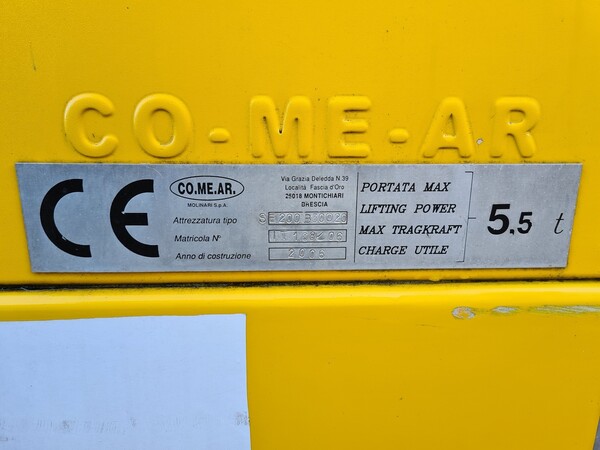 CO-ME-AR
CE
CO.ME.AR.
MOLINARI S.p.A.
Via Grazia Deledda N.39
Località Fascia d'Oro
25018 MONTICHIARI
BRESCIA
Attrezzatura tipo
Matricola N°
Anno di costruzione 2006
PORTATA MAX
LIFTING POWER
MAX TRAGKRAFT
CHARGE UTILE
5,5 t